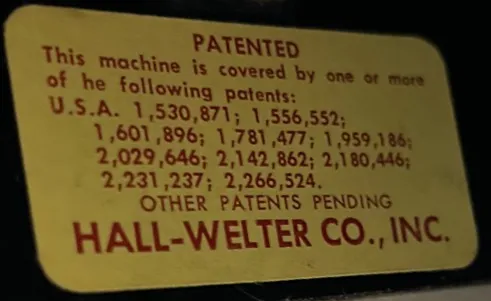 PATENTED
This machine is covered by one or more
of he following patents:
U.S.A. 1,530,871; 1,556,552;
1,601,896; 1,781,477; 1,959,186;
2,029,646; 2,142,862; 2,180,446;
2,231,237; 2,266,524.
OTHER PATENTS PENDING
HALL-WELTER CO., INC.